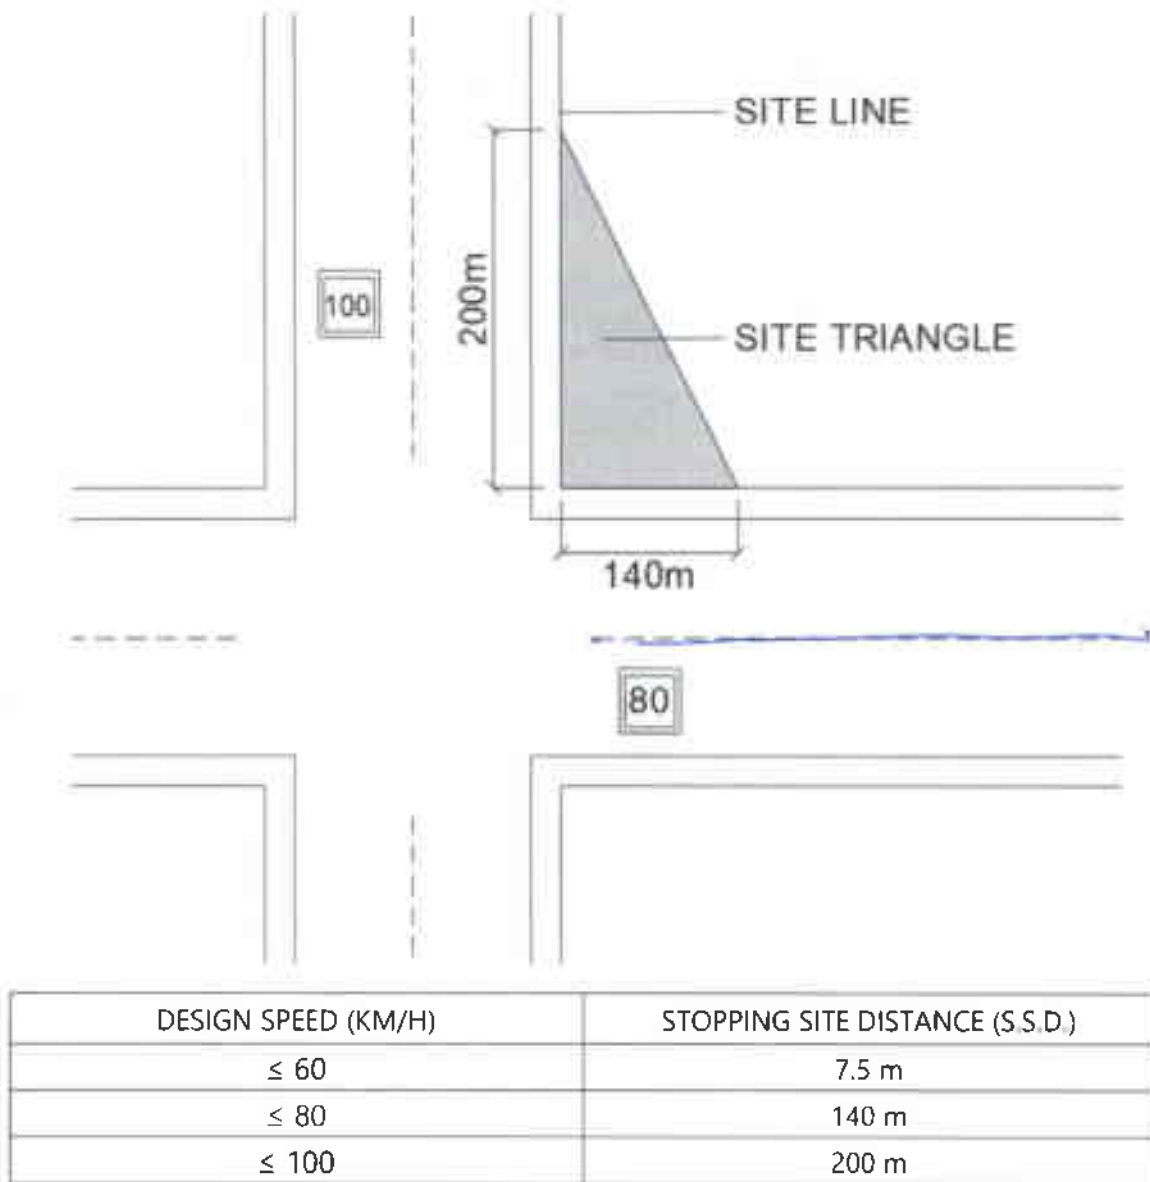 SITE LINE
100
200m
SITE TRIANGLE
140m
80
DESIGN SPEED (KM/H) STOPPING SITE DISTANCE (S.S.D.)
≤ 60 7.5 m
≤ 80 140 m
≤ 100 200 m